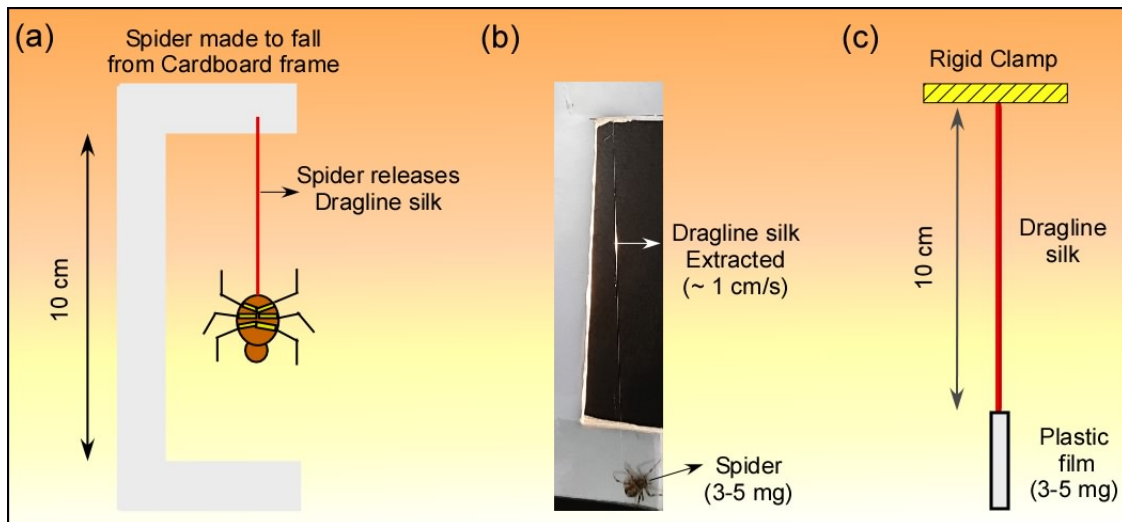 (a)
Spider made to fall
from Cardboard frame
10 cm
Spider releases
Dragline silk
(b)
Dragline silk
Extracted
(~ 1 cm/s)
Spider
(3-5 mg)
(c)
Rigid Clamp
10 cm
Dragline
silk
Plastic
film
(3-5 mg)